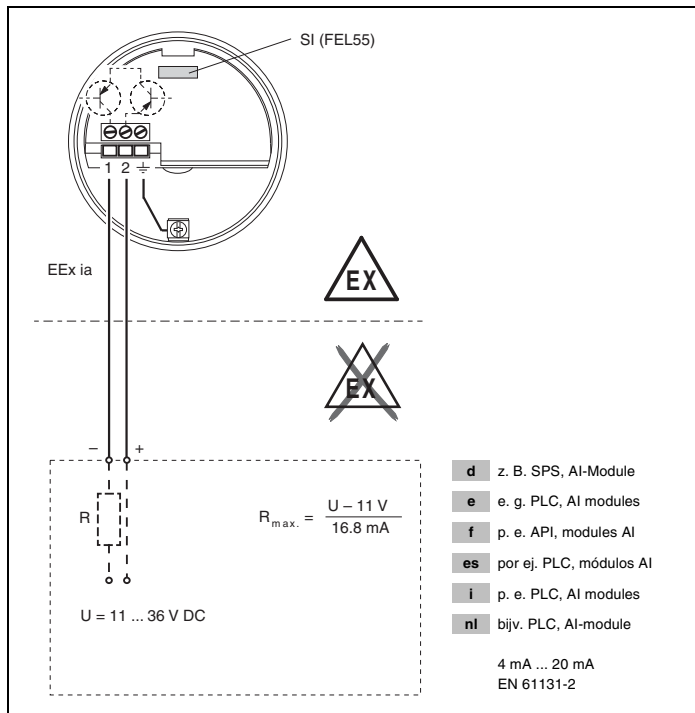 SI (FEL55)
1 2
EEx ia
EX
EX
– +
R
R max. = U – 11 V
16.8 mA
U = 11 ... 36 V DC
d z. B. SPS, AI-Module
e e. g. PLC, AI modules
f p. e. API, modules AI
es por ej. PLC, módulos AI
i p. e. PLC, AI modules
nl bijv. PLC, AI-module
4 mA ... 20 mA
EN 61131-2